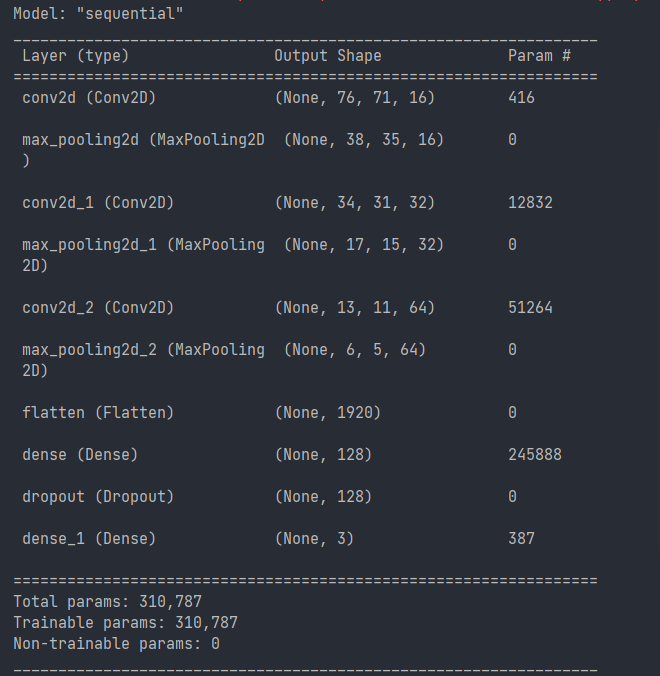 Model: "sequential"
_________________________________________________________________
 Layer (type)                Output Shape              Param #
=================================================================
 conv2d (Conv2D)             (None, 76, 71, 16)        416
 max_pooling2d (MaxPooling2D  (None, 38, 35, 16)       0
 )
 conv2d_1 (Conv2D)           (None, 34, 31, 32)        12832
 max_pooling2d_1 (MaxPooling  (None, 17, 15, 32)       0
 2D)
 conv2d_2 (Conv2D)           (None, 13, 11, 64)        51264
 max_pooling2d_2 (MaxPooling  (None, 6, 5, 64)         0
 2D)
 flatten (Flatten)           (None, 1920)              0
 dense (Dense)               (None, 128)               245888
 dropout (Dropout)           (None, 128)               0
 dense_1 (Dense)             (None, 3)                 387
=================================================================
Total params: 310,787
Trainable params: 310,787
Non-trainable params: 0
_________________________________________________________________